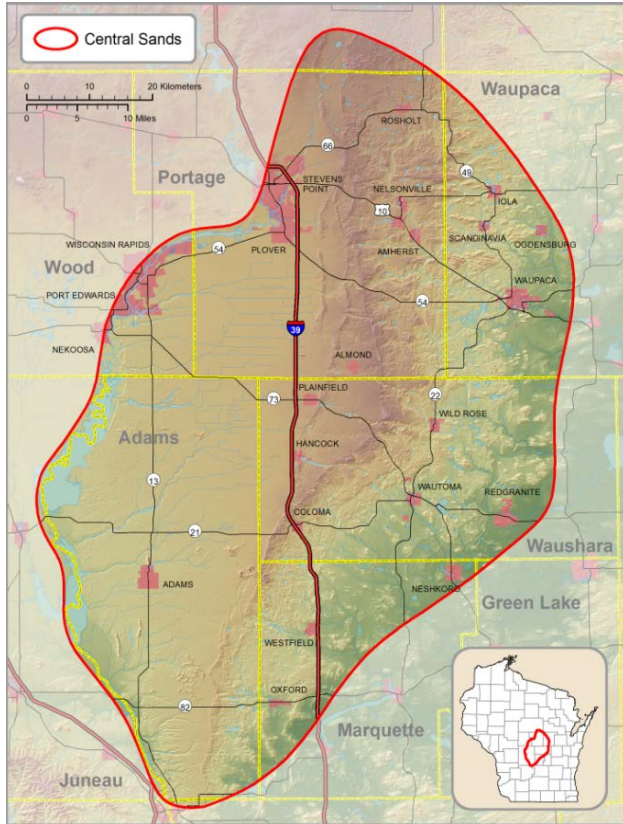 Central Sands
0 10 20 Kilometers
0 5 10 Miles
Waupaca
ROSHOLT
66
Portage
49
STEVENS
POINT
NELSONVILLE
IOLA
10
SCANDINAVIA
OGDENSBURG
WISCONSIN RAPIDS
54
PLOVER
AMHERST
Wood
WAUPACA
PORT EDWARDS
54
39
NEKOOSA
ALMOND
73
PLAINFIELD
22
WILD ROSE
Adams
HANCOCK
13
WAUTOMA
REDGRANITE
COLOMA
21
Waushara
ADAMS
NESHKORO
Green Lake
WESTFIELD
OXFORD
82
Marquette
Juneau